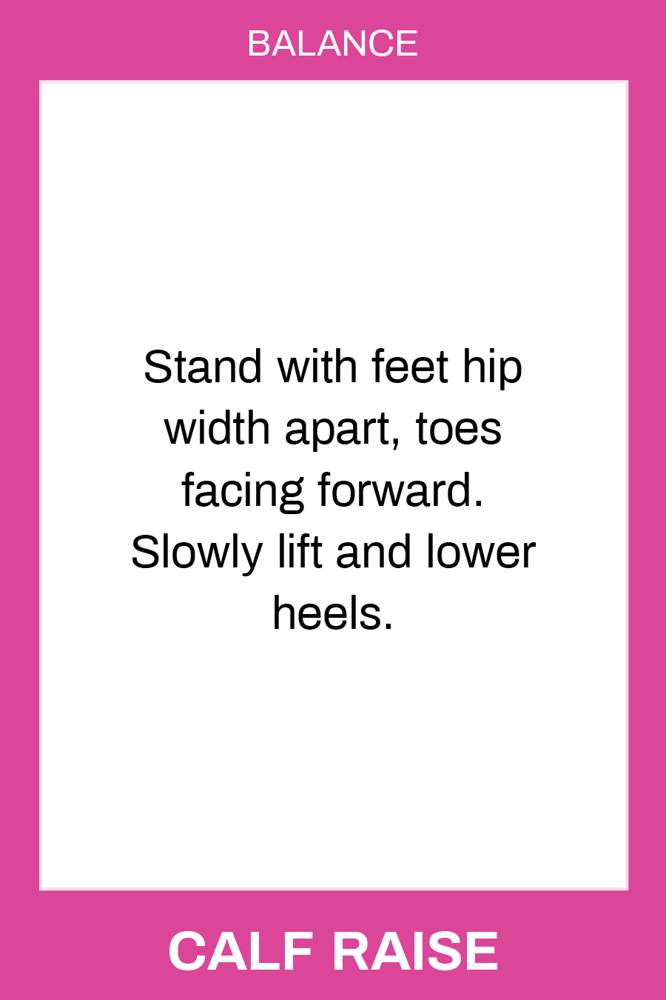 BALANCE
Stand with feet hip
width apart, toes
facing forward.
Slowly lift and lower
heels.
CALF RAISE